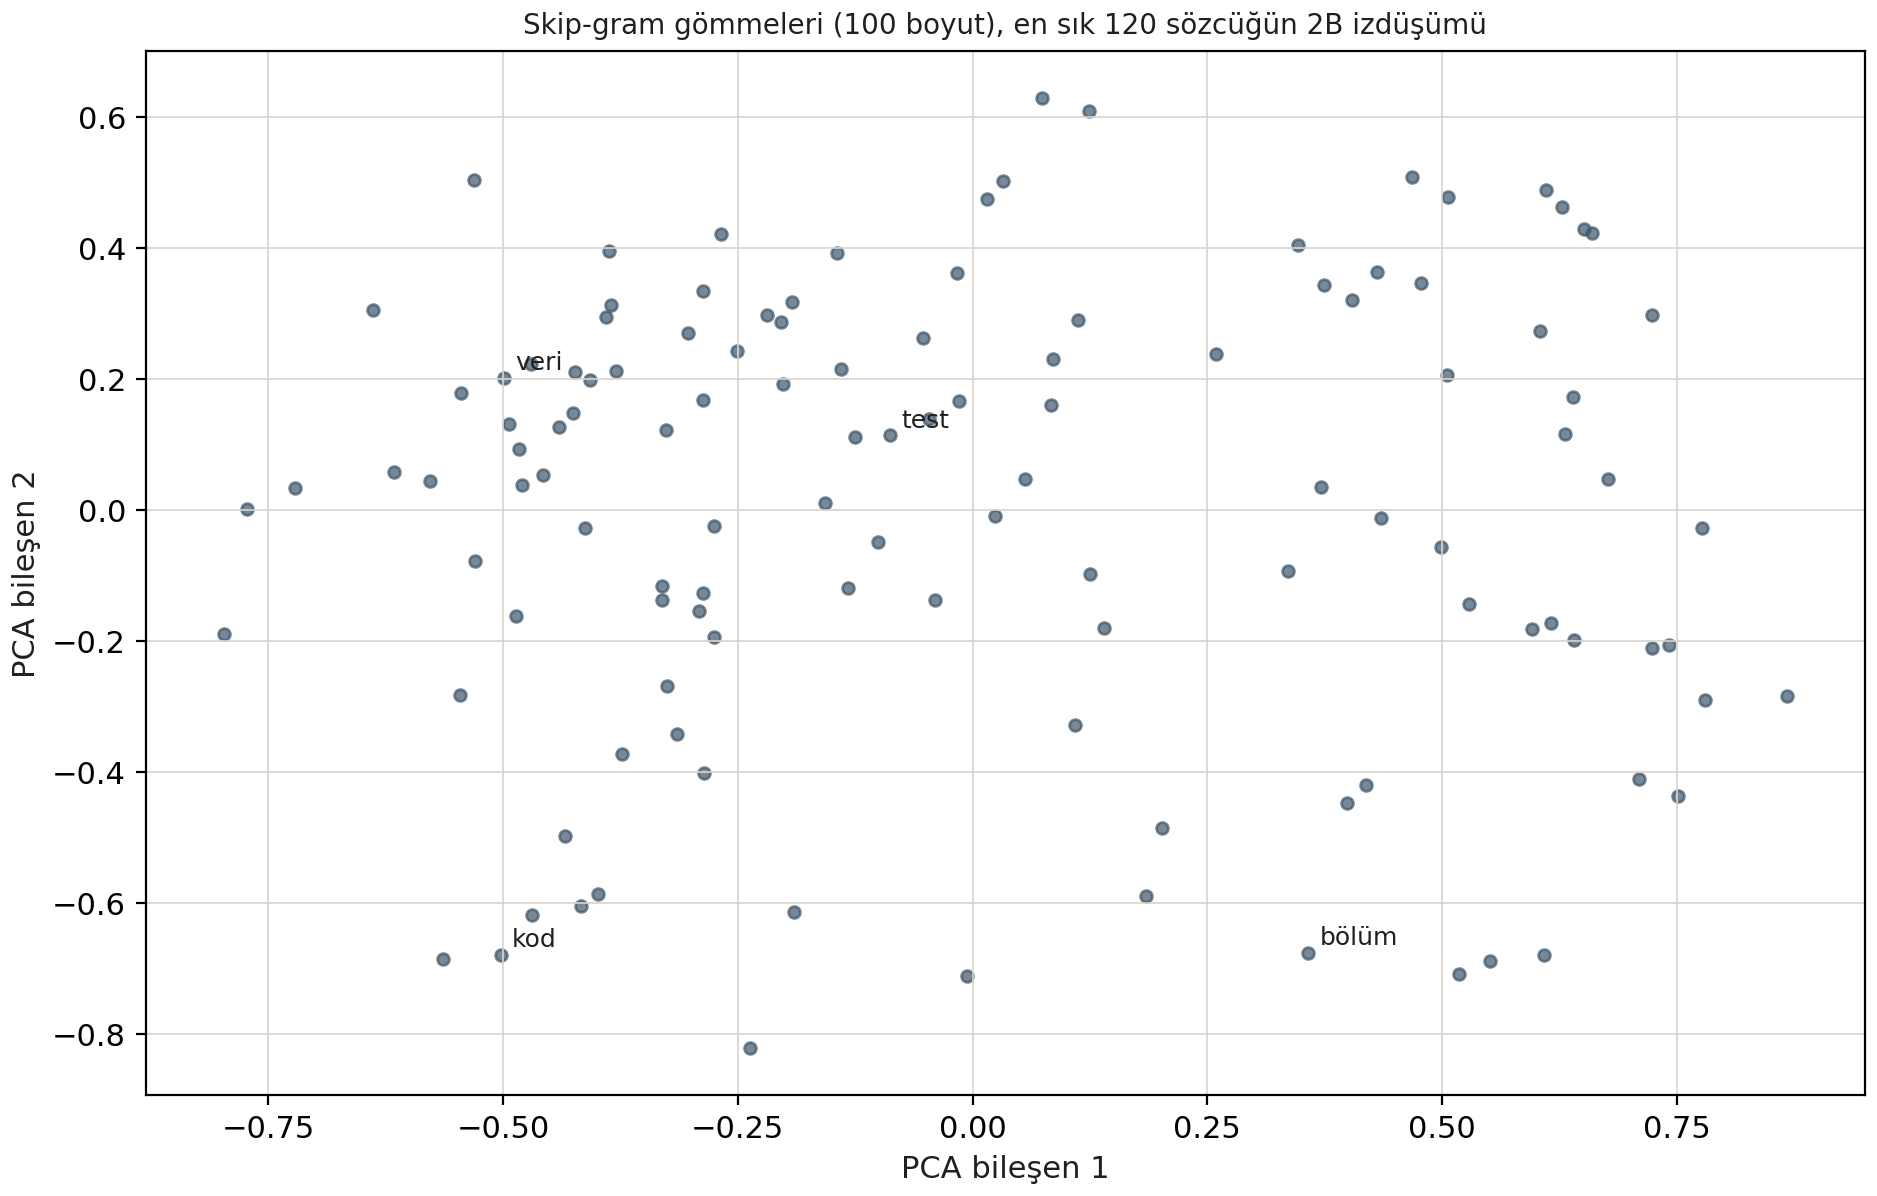 Skip-gram gömmeleri (100 boyut), en sık 120 sözcüğün 2B izdüşümü
PCA bileşen 2
0.6
0.4
0.2
0.0
−0.2
−0.4
−0.6
−0.8
veri
test
kod
bölüm
−0.75
−0.50
−0.25
0.00
0.25
0.50
0.75
PCA bileşen 1